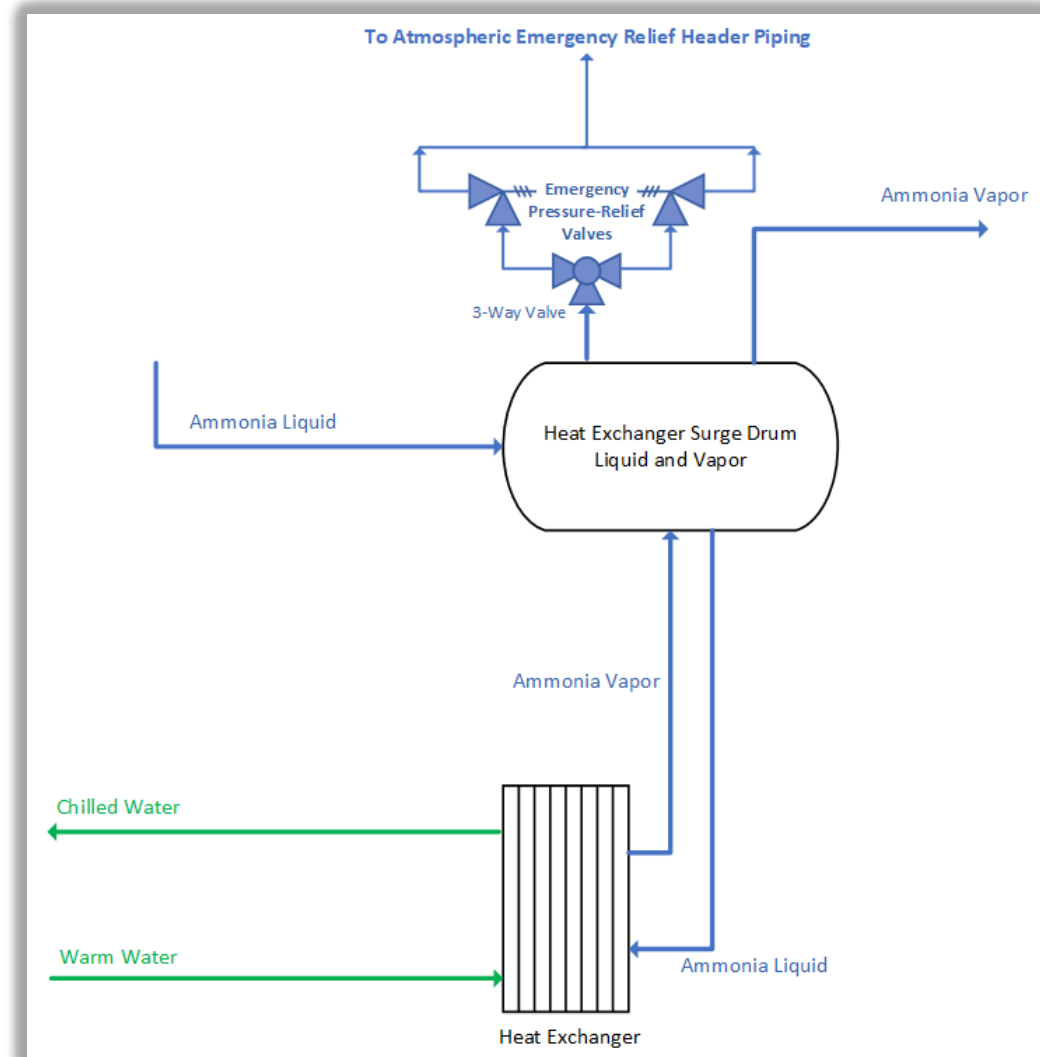 To Atmospheric Emergency Relief Header Piping
Emergency
Pressure-Relief
Valves
Ammonia Vapor
3-Way Valve
Ammonia Liquid
Heat Exchanger Surge Drum
Liquid and Vapor
Ammonia Vapor
Chilled Water
Warm Water
Ammonia Liquid
Heat Exchanger